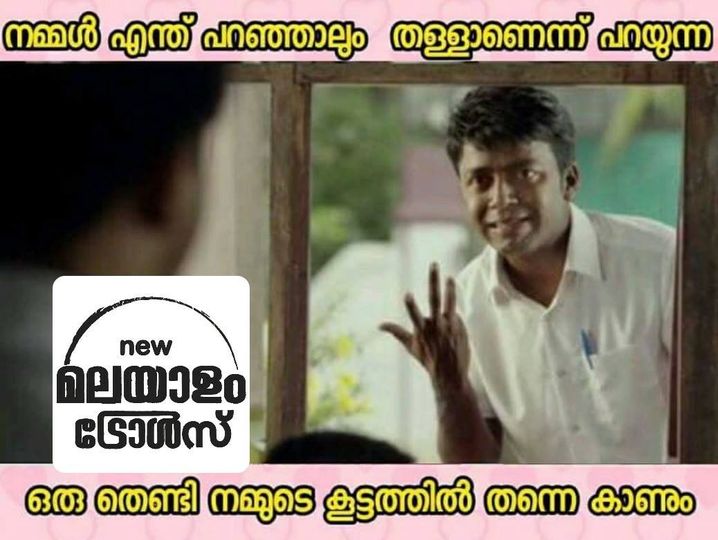 നമ്മൾ എന്ത് പറഞ്ഞാലും തള്ളാണെന്ന് പറയുന്ന
new
മലയാളം
ട്രോൾസ്
ഒരു തെണ്ടി നമ്മുടെ കൂട്ടത്തിൽ തന്നെ കാണും